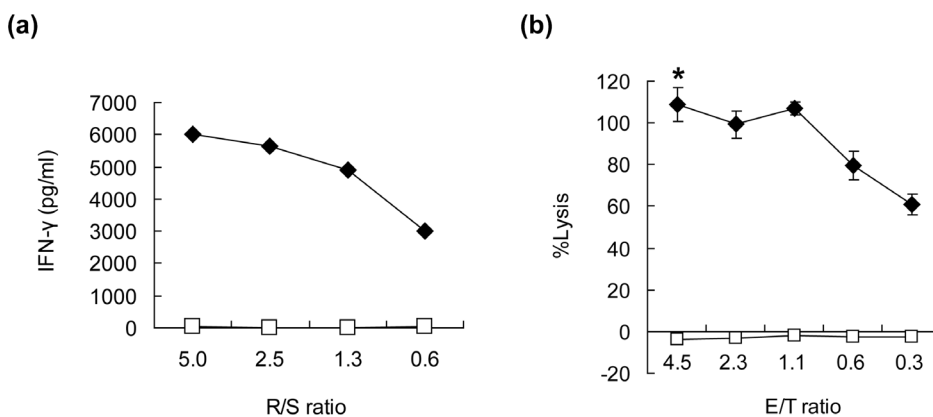 (a)
IFN-γ (pg/ml)
7000
6000
5000
4000
3000
2000
1000
0
5.0 2.5 1.3 0.6
R/S ratio
(b)
*
%Lysis
120
100
80
60
40
20
0
-20
4.5 2.3 1.1 0.6 0.3
E/T ratio